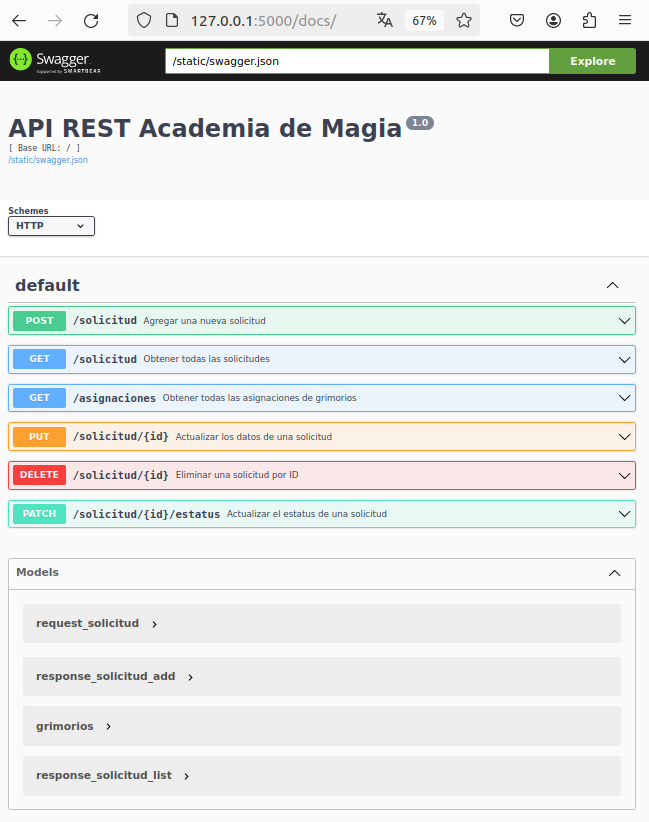 127.0.0.1:5000/docs/
67%
Swagger
Supported by SMARTBEAR
/static/swagger.json
Explore
API REST Academia de Magia 1.0
[ Base URL: / ]
/static/swagger.json
Schemes
HTTP
default
POST /solicitud Agregar una nueva solicitud
GET /solicitud Obtener todas las solicitudes
GET /asignaciones Obtener todas las asignaciones de grimorios
PUT /solicitud/{id} Actualizar los datos de una solicitud
DELETE /solicitud/{id} Eliminar una solicitud por ID
PATCH /solicitud/{id}/estatus Actualizar el estatus de una solicitud
Models
request_solicitud
response_solicitud_add
grimorios
response_solicitud_list